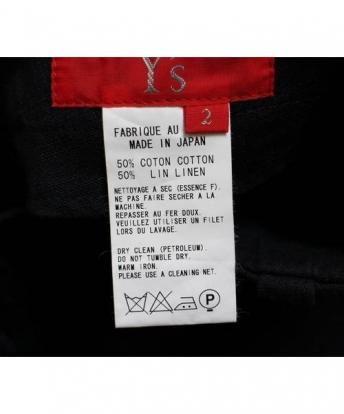 Y's
2
FABRIQUE AU
MADE IN JAPAN
50% COTON COTTON
50% LIN LINEN
NETTOYAGE A SEC (ESSENCE F).
NE PAS FAIRE SECHER A LA
MACHINE.
REPASSER AU FER DOUX.
VEUILLEZ UTILISER UN FILET
LORS DU LAVAGE.
DRY CLEAN (PETROLEUM).
DO NOT TUMBLE DRY.
WARM IRON.
PLEASE USE A CLEANING NET.
P